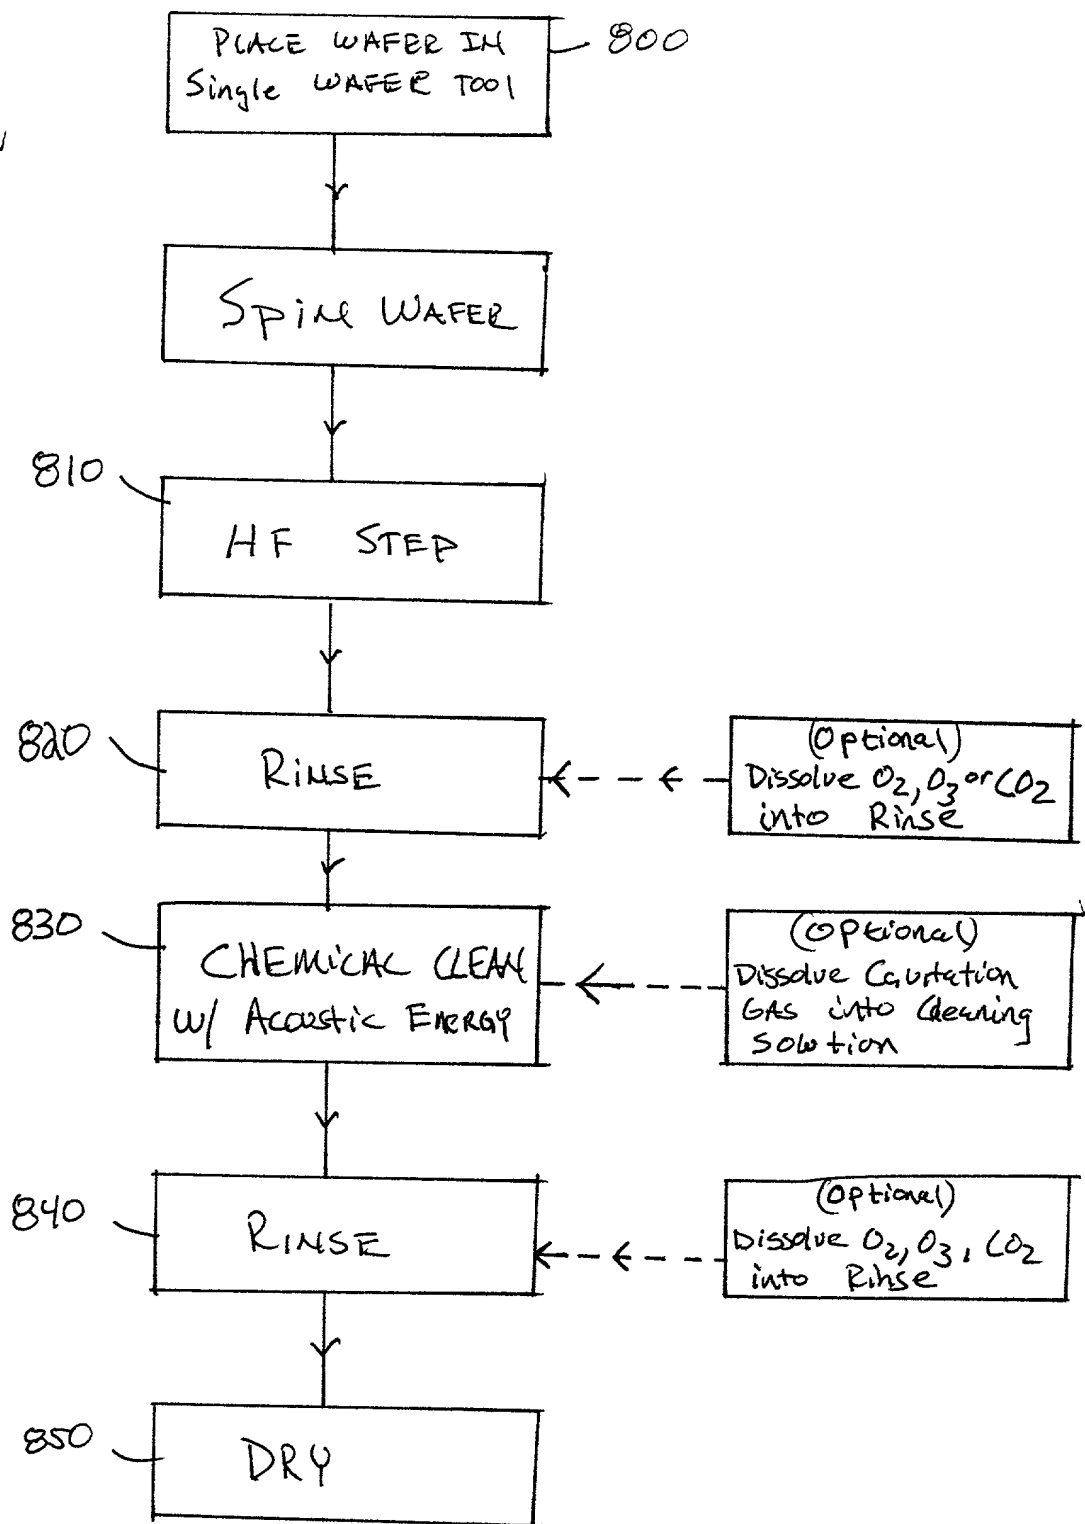 PLACE WAFER IN
Single WAFER TOOl
800
Spin WAFER
810
HF STEP
820
RINSE
(Optional)
Dissolve O2, O3 or CO2
into Rinse
830
CHEMICAL CLEAN
w/ Acoustic ENERGY
(Optional)
Dissolve Cavitation
GAS into Cleaning
Solution
840
RINSE
(Optional)
Dissolve O2, O3, CO2
into Rinse
850
DRY